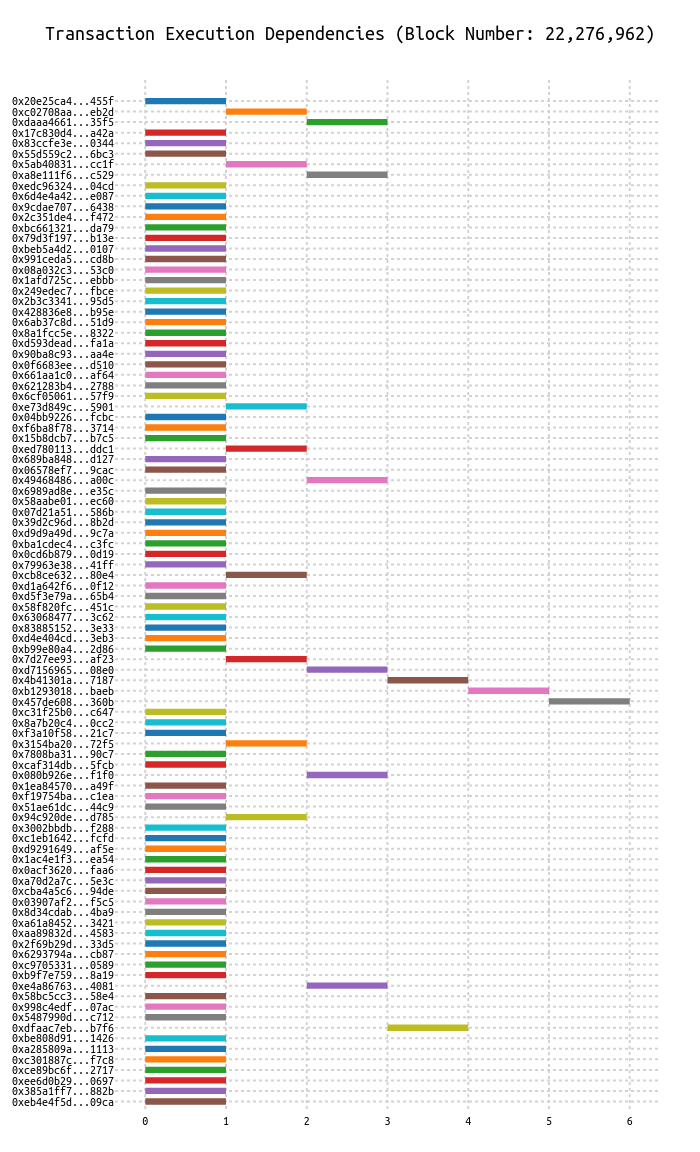 Transaction Execution Dependencies (Block Number: 22,276,962)
0x20e25ca4...455f
0xc02708aa...eb2d
0xdaaa4661...35f5
0x17c830d4...a42a
0x83ccfe3e...0344
0x55d559c2...6bc3
0x5ab40831...cc1f
0xa8e111f6...c529
0xedc96324...04cd
0x6d4e4a42...e087
0x9cdae707...6438
0x2c351de4...f472
0xbc661321...da79
0x79d3f197...b13e
0xbeb5a4d2...0107
0x991ceda5...cd8b
0x08a032c3...53c0
0x1afd725c...ebbb
0x249edec7...fbce
0x2b3c3341...95d5
0x428836e8...b95e
0x6ab37c8d...51d9
0x8a1fcc5e...8322
0xd593dead...fa1a
0x90ba8c93...aa4e
0x0f6683ee...d510
0x661aa1c0...af64
0x621283b4...2788
0x6cf05061...57f9
0xe73d849c...5901
0x04bb9226...fcbc
0xf6ba8f78...3714
0x15b8dcb7...b7c5
0xed780113...ddc1
0x689ba848...d127
0x06578ef7...9cac
0x49468486...a00c
0x6989ad8e...e35c
0x58aabe01...ec60
0x07d21a51...586b
0x39d2c96d...8b2d
0xd9d9a49d...9c7a
0xba1cdec4...c3fc
0x0cd6b879...0d19
0x79963e38...41ff
0xcb8ce632...80e4
0xd1a642f6...0f12
0xd5f3e79a...65b4
0x58f820fc...451c
0x63068477...3c62
0x83885152...3e33
0xd4e404cd...3eb3
0xb99e80a4...2d86
0x7d27ee93...af23
0xd7156965...08e0
0x4b41301a...7187
0xb1293018...baeb
0x457de608...360b
0xc31f25b0...c647
0x8a7b20c4...0cc2
0xf3a10f58...21c7
0x3154ba20...72f5
0x7808ba31...90c7
0xcaf314db...5fcb
0x080b926e...f1f0
0x1ea84570...a49f
0xf19754ba...c1ea
0x51ae61dc...44c9
0x94c920de...d785
0x3002bbdb...f288
0xc1eb1642...fcfd
0xd9291649...af5e
0x1ac4e1f3...ea54
0x0acf3620...faa6
0xa70d2a7c...5e3c
0xcba4a5c6...94de
0x03907af2...f5c5
0x8d34cdab...4ba9
0xa61a8452...3421
0xaa89832d...4583
0x2f69b29d...33d5
0x6293794a...cb87
0xc9705331...0589
0xb9f7e759...8a19
0xe4a86763...4081
0x58bc5cc3...58e4
0x998c4edf...07ac
0x5487990d...c712
0xdfaac7eb...b7f6
0xbe808d91...1426
0xa285809a...1113
0xc301887c...f7c8
0xce89bc6f...2717
0xee6d0b29...0697
0x385a1ff7...882b
0xeb4e4f5d...09ca
0 1 2 3 4 5 6